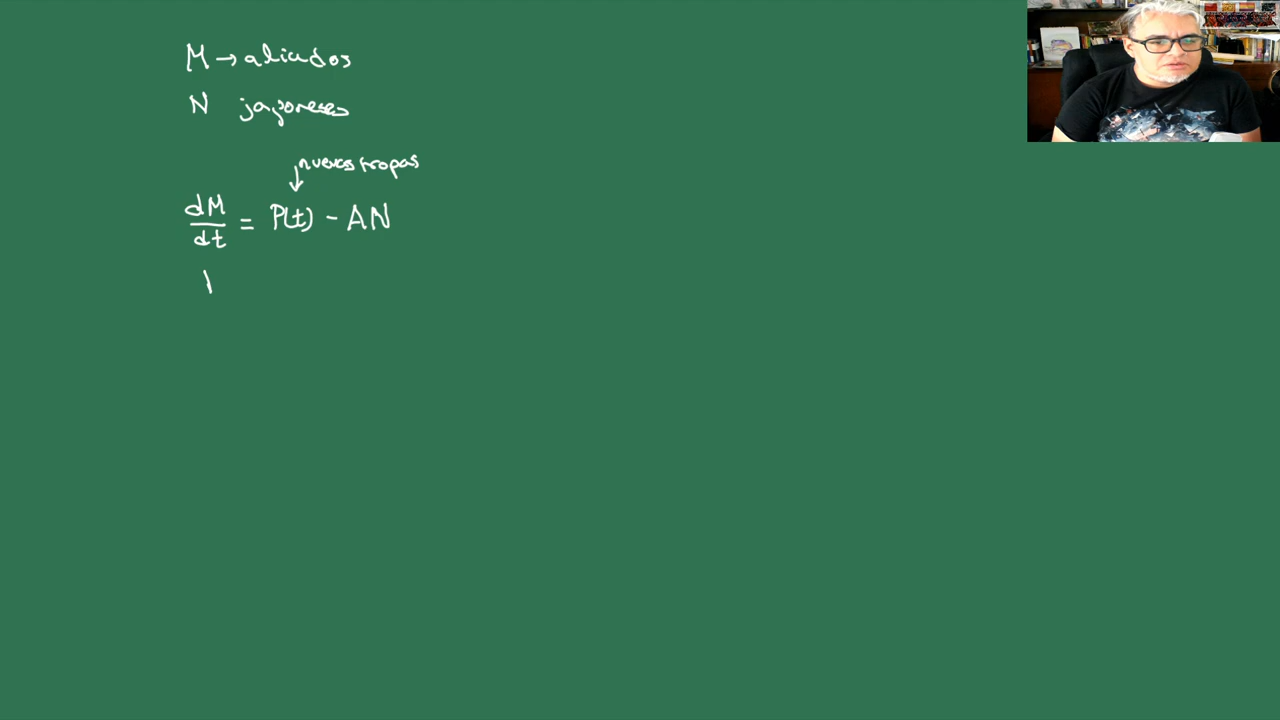 M → aliados
N japoneses
nuevas tropas
dM/dt = P(t) - AN